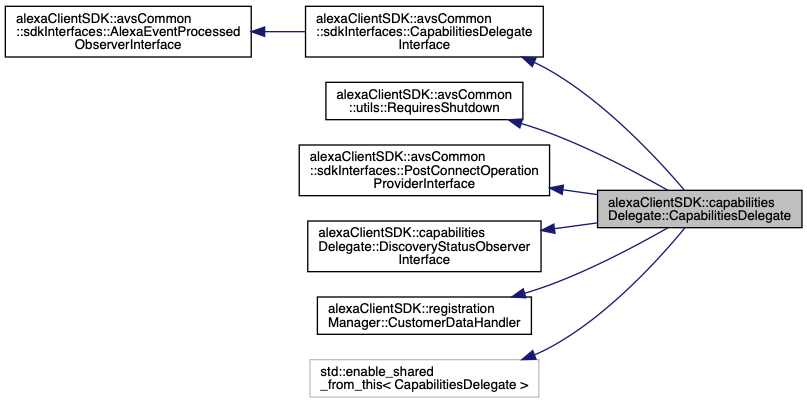 alexaClientSDK::avsCommon
::sdkInterfaces::AlexaEventProcessed
ObserverInterface
alexaClientSDK::avsCommon
::sdkInterfaces::CapabilitiesDelegate
Interface
alexaClientSDK::avsCommon
::utils::RequiresShutdown
alexaClientSDK::avsCommon
::sdkInterfaces::PostConnectOperation
ProviderInterface
alexaClientSDK::capabilities
Delegate::CapabilitiesDelegate
alexaClientSDK::capabilities
Delegate::DiscoveryStatusObserver
Interface
alexaClientSDK::registration
Manager::CustomerDataHandler
std::enable_shared
_from_this< CapabilitiesDelegate >